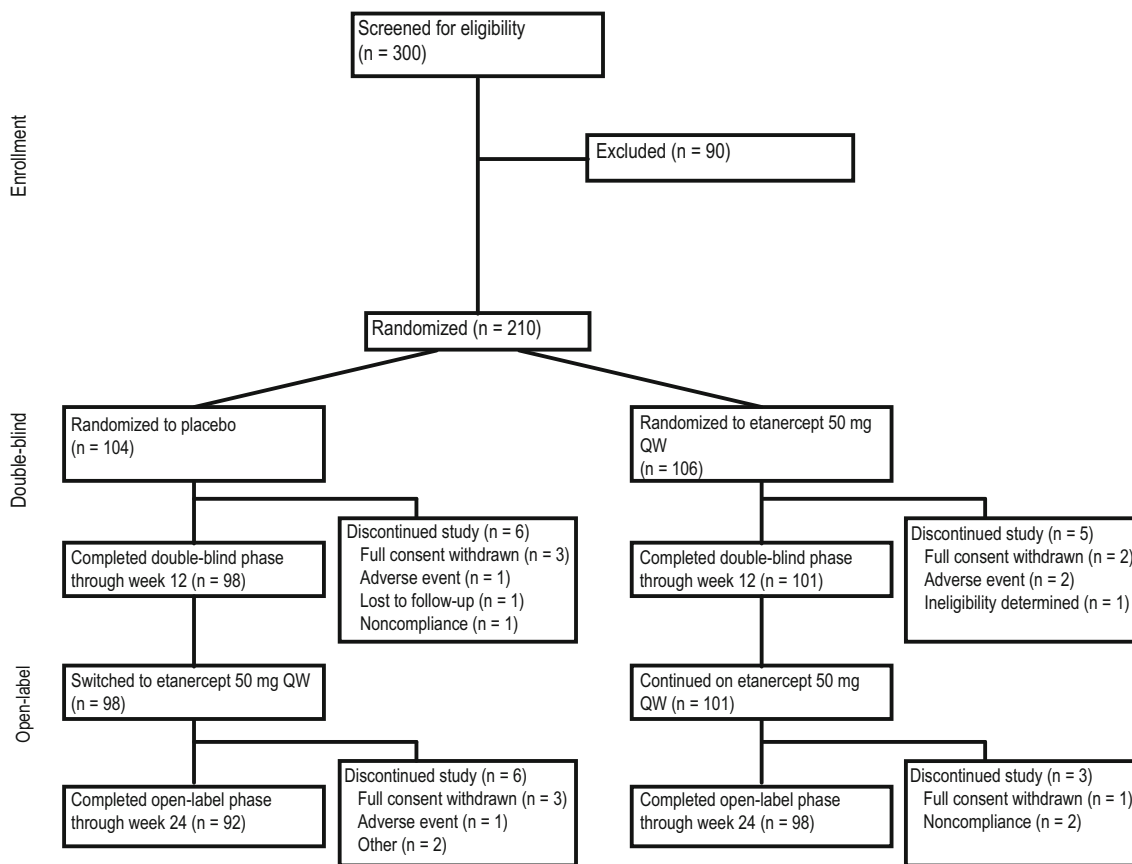 Screened for eligibility
(n = 300)
Enrollment
Excluded (n = 90)
Randomized (n = 210)
Double-blind
Randomized to placebo
(n = 104)
Randomized to etanercept 50 mg
QW
(n = 106)
Discontinued study (n = 6)
Full consent withdrawn (n = 3)
Adverse event (n = 1)
Lost to follow-up (n = 1)
Noncompliance (n = 1)
Discontinued study (n = 5)
Full consent withdrawn (n = 2)
Adverse event (n = 2)
Ineligibility determined (n = 1)
Completed double-blind phase
through week 12 (n = 98)
Completed double-blind phase
through week 12 (n = 101)
Open-label
Switched to etanercept 50 mg QW
(n = 98)
Continued on etanercept 50 mg
QW (n = 101)
Discontinued study (n = 6)
Full consent withdrawn (n = 3)
Adverse event (n = 1)
Other (n = 2)
Discontinued study (n = 3)
Full consent withdrawn (n = 1)
Noncompliance (n = 2)
Completed open-label phase
through week 24 (n = 92)
Completed open-label phase
through week 24 (n = 98)